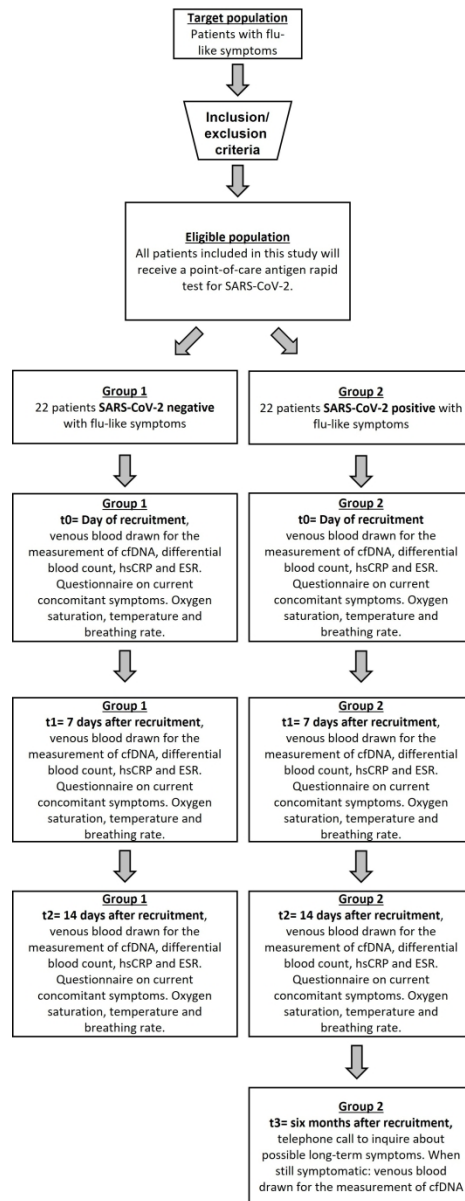 Target population
Patients with flu-
like symptoms
Inclusion/
exclusion
criteria
Eligible population
All patients included in this study will
receive a point-of-care antigen rapid
test for SARS-CoV-2.
Group 1
22 patients SARS-CoV-2 negative
with flu-like symptoms
Group 2
22 patients SARS-CoV-2 positive with
flu-like symptoms
Group 1
t0= Day of recruitment,
venous blood drawn for the
measurement of cfDNA, differential
blood count, hsCRP and ESR.
Questionnaire on current
concomitant symptoms. Oxygen
saturation, temperature and
breathing rate.
Group 2
t0= Day of recruitment
venous blood drawn for the
measurement of cfDNA, differential
blood count, hsCRP and ESR.
Questionnaire on current
concomitant symptoms. Oxygen
saturation, temperature and
breathing rate.
Group 1
t1= 7 days after recruitment,
venous blood drawn for the
measurement of cfDNA, differential
blood count, hsCRP and ESR.
Questionnaire on current
concomitant symptoms. Oxygen
saturation, temperature and
breathing rate.
Group 2
t1= 7 days after recruitment,
venous blood drawn for the
measurement of cfDNA, differential
blood count, hsCRP and ESR.
Questionnaire on current
concomitant symptoms. Oxygen
saturation, temperature and
breathing rate.
Group 1
t2= 14 days after recruitment,
venous blood drawn for the
measurement of cfDNA, differential
blood count, hsCRP and ESR.
Questionnaire on current
concomitant symptoms. Oxygen
saturation, temperature and
breathing rate.
Group 2
t2= 14 days after recruitment,
venous blood drawn for the
measurement of cfDNA, differential
blood count, hsCRP and ESR.
Questionnaire on current
concomitant symptoms. Oxygen
saturation, temperature and
breathing rate.
Group 2
t3= six months after recruitment,
telephone call to inquire about
possible long-term symptoms. When
still symptomatic: venous blood
drawn for the measurement of cfDNA